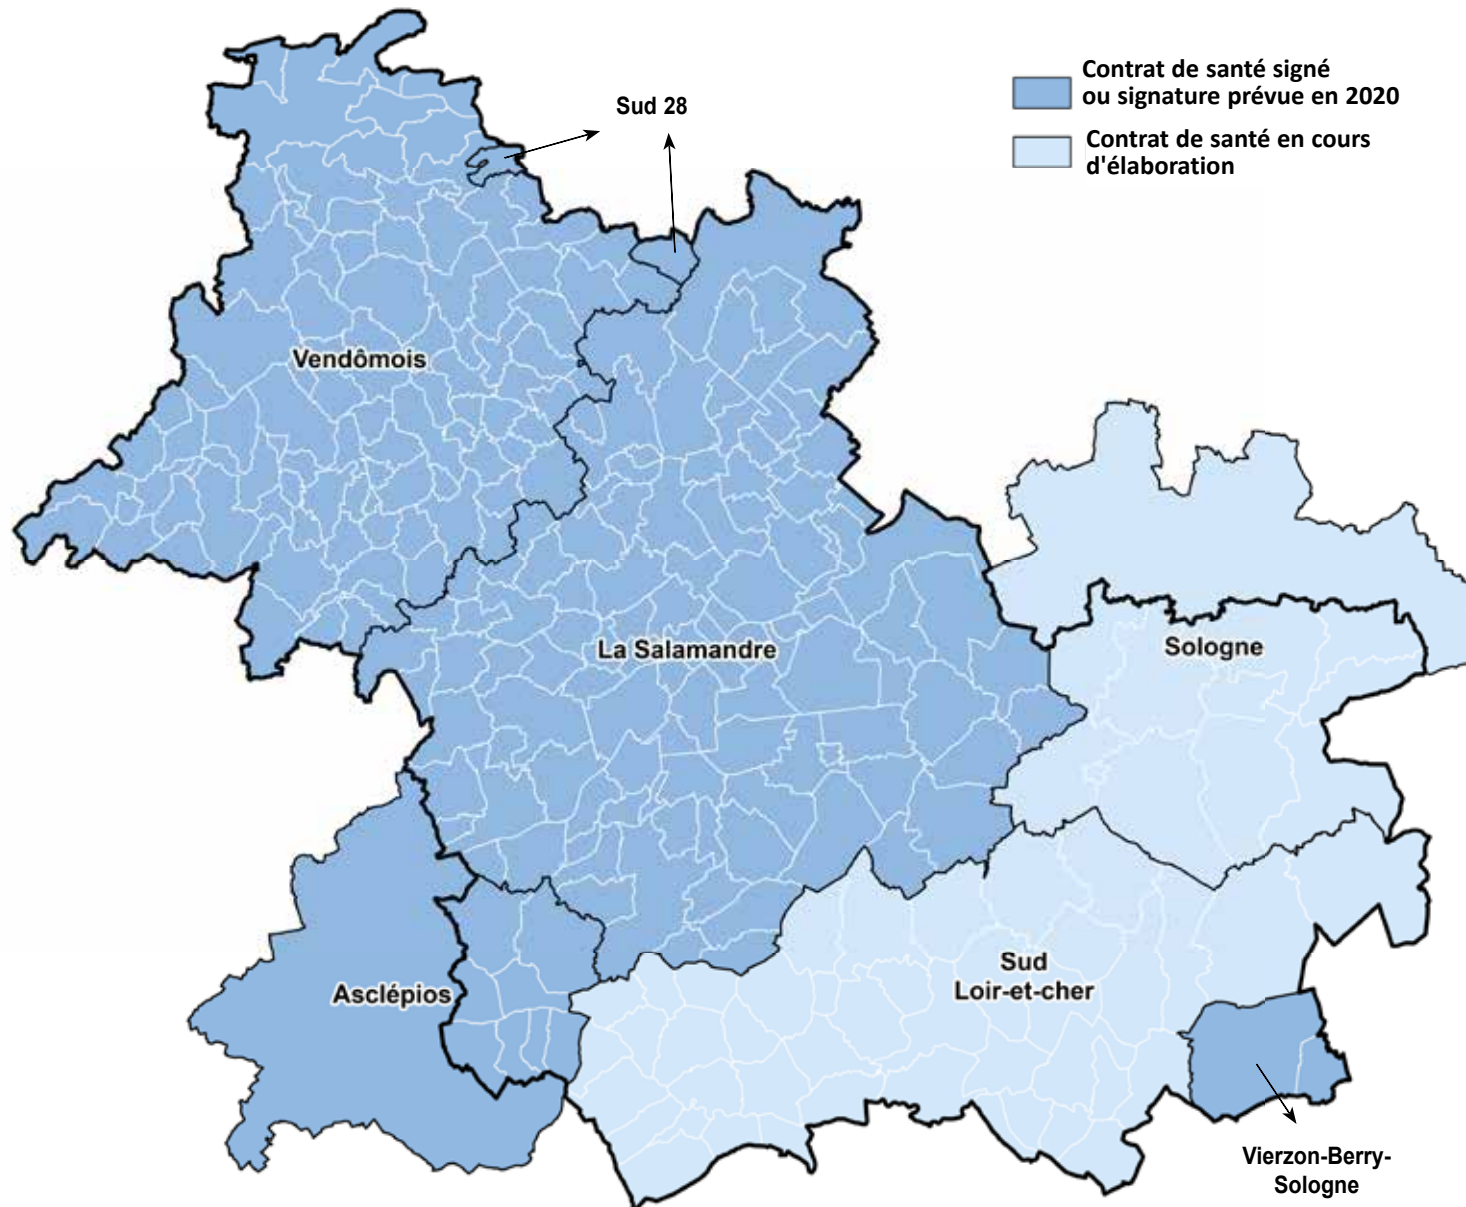 Contrat de santé signé
ou signature prévue en 2020
Contrat de santé en cours
d'élaboration
Sud 28
Vendômois
La Salamandre
Sologne
Asclépios
Sud
Loir-et-cher
Vierzon-Berry-
Sologne